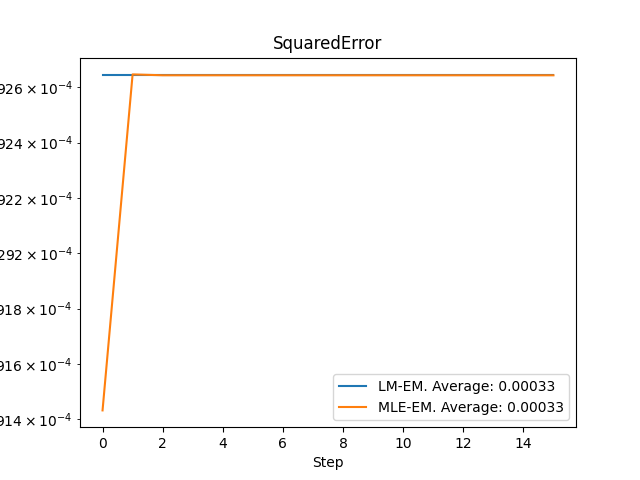 SquaredError
926 × 10⁻⁴
924 × 10⁻⁴
922 × 10⁻⁴
292 × 10⁻⁴
918 × 10⁻⁴
916 × 10⁻⁴
914 × 10⁻⁴
LM-EM. Average: 0.00033
MLE-EM. Average: 0.00033
0 2 4 6 8 10 12 14
Step